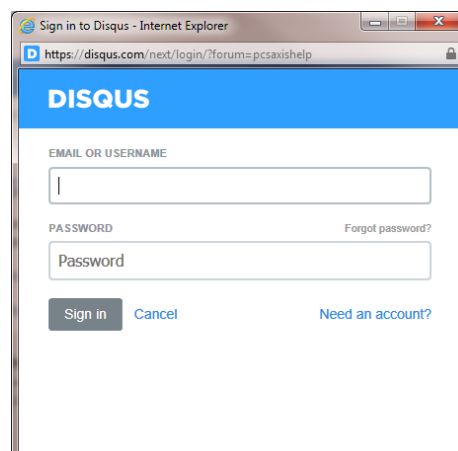 Sign in to Disqus - Internet Explorer
D https://disqus.com/next/login/?forum=pcsaxishelp
DISQUS
EMAIL OR USERNAME
PASSWORD Forgot password?
Password
Sign in Cancel Need an account?